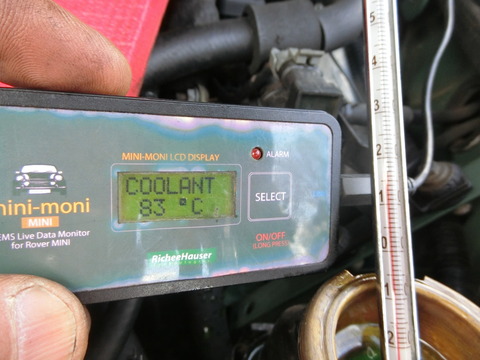 MINI-MONI LCD DISPLAY
ALARM
COOLANT
83 °C
SELECT
mini-moni
MINI
EMS Live Data Monitor
for Rover MINI
RicheeHauser
ON/OFF
(LONG PRESS)
5
4
3
2
1
0
0
1
2